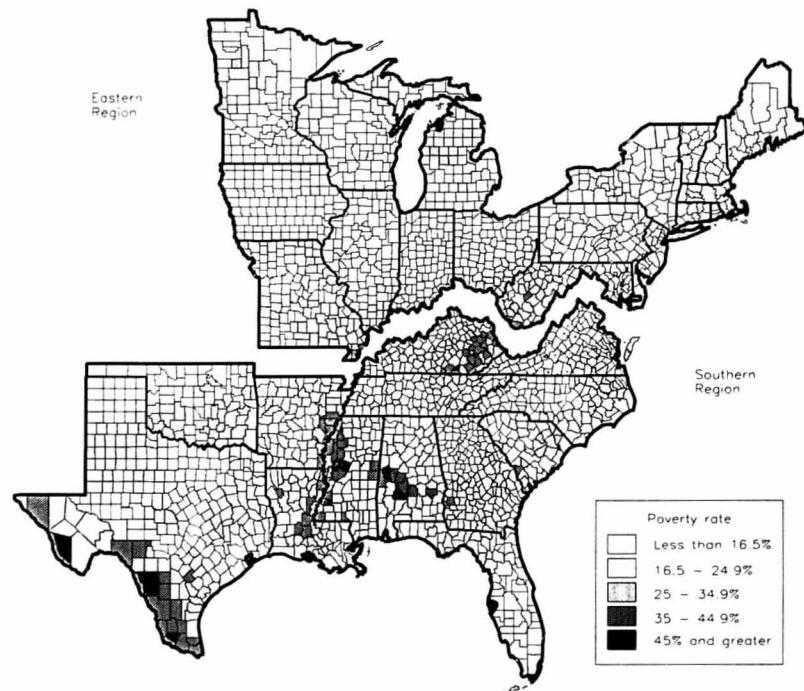 Eastern
Region
Southern
Region
Poverty rate
Less than 16.5%
16.5 - 24.9%
25 - 34.9%
35 - 44.9%
45% and greater